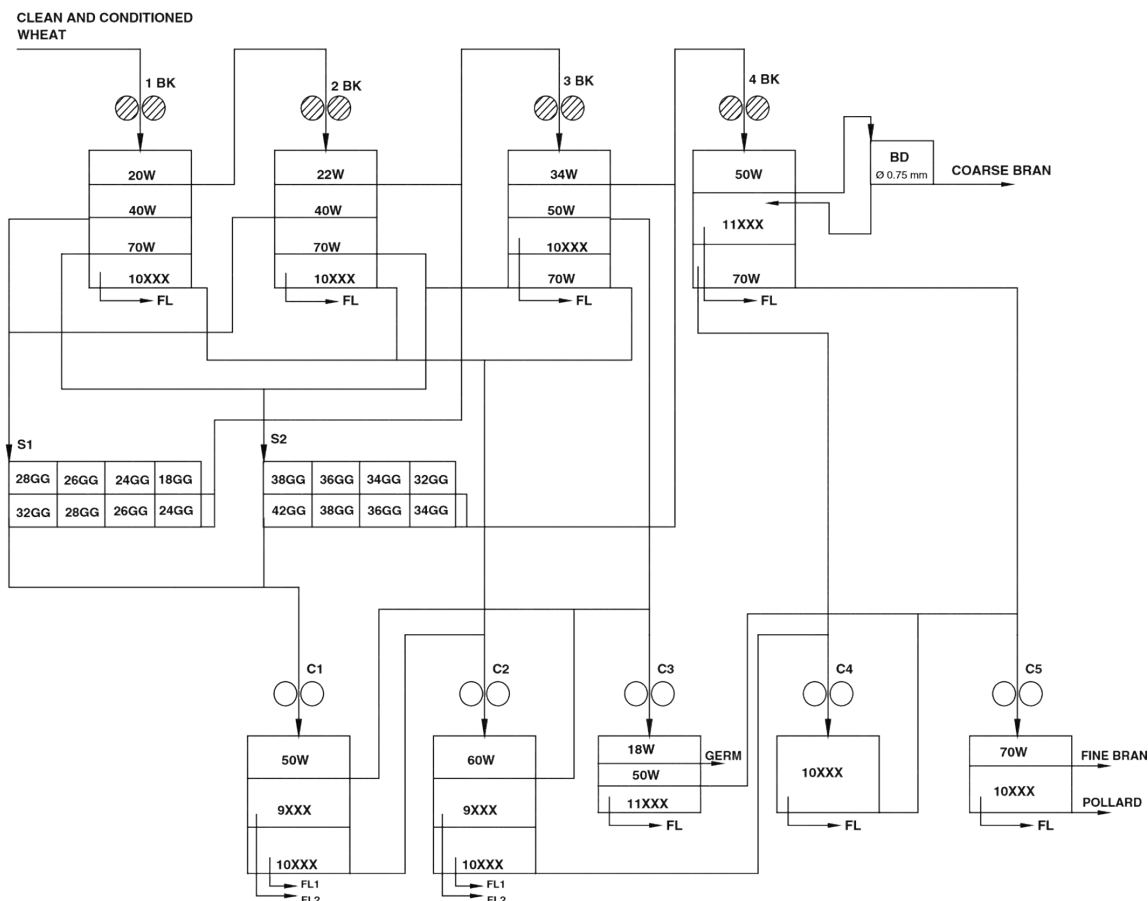 CLEAN AND CONDITIONED
WHEAT
1 BK
2 BK
3 BK
4 BK
20W
40W
70W
10XXX
FL
22W
40W
70W
10XXX
FL
34W
50W
10XXX
70W
FL
50W
11XXX
70W
FL
BD
Ø 0.75 mm
COARSE BRAN
S1
28GG 26GG 24GG 18GG
32GG 28GG 26GG 24GG
S2
38GG 36GG 34GG 32GG
42GG 38GG 36GG 34GG
C1
C2
C3
C4
C5
50W
9XXX
10XXX
FL1
FL2
60W
9XXX
10XXX
FL1
FL2
18W
GERM
50W
11XXX
FL
10XXX
FL
70W
FINE BRAN
10XXX
POLLARD
FL